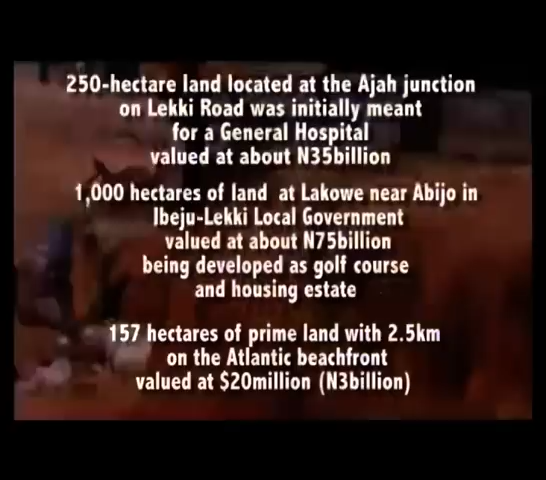 250-hectare land located at the Ajah junction
on Lekki Road was initially meant
for a General Hospital
valued at about N35billion
1,000 hectares of land at Lakowe near Abijo in
Ibeju-Lekki Local Government
valued at about N75billion
being developed as golf course
and housing estate
157 hectares of prime land with 2.5km
on the Atlantic beachfront
valued at $20million (N3billion)